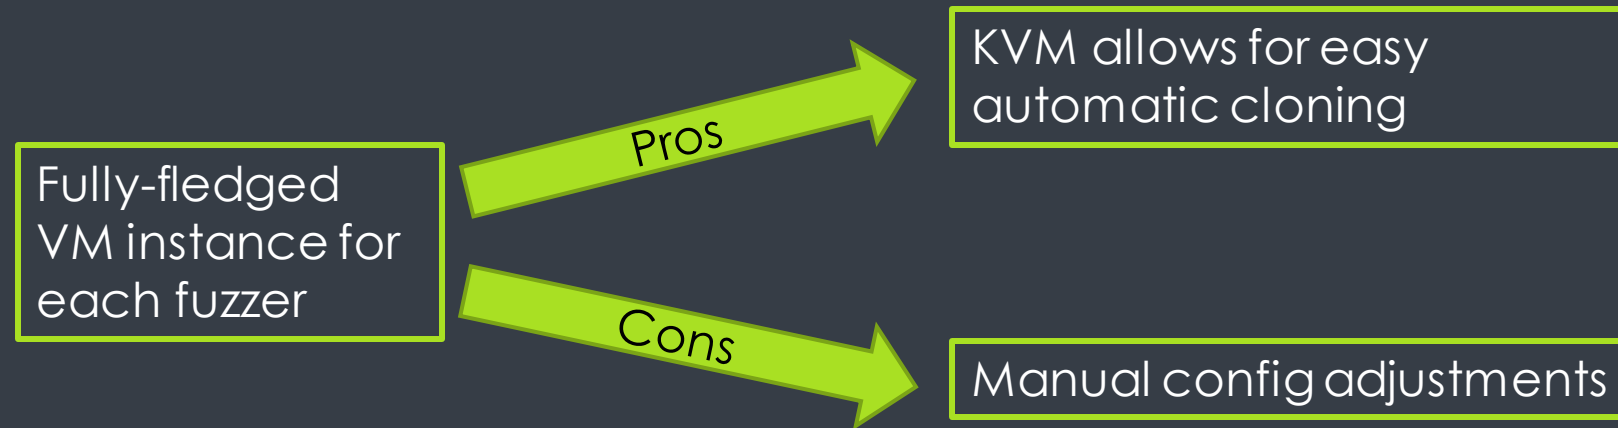 Fully-fledged
VM instance for
each fuzzer
Pros
KVM allows for easy
automatic cloning
Cons
Manual config adjustments